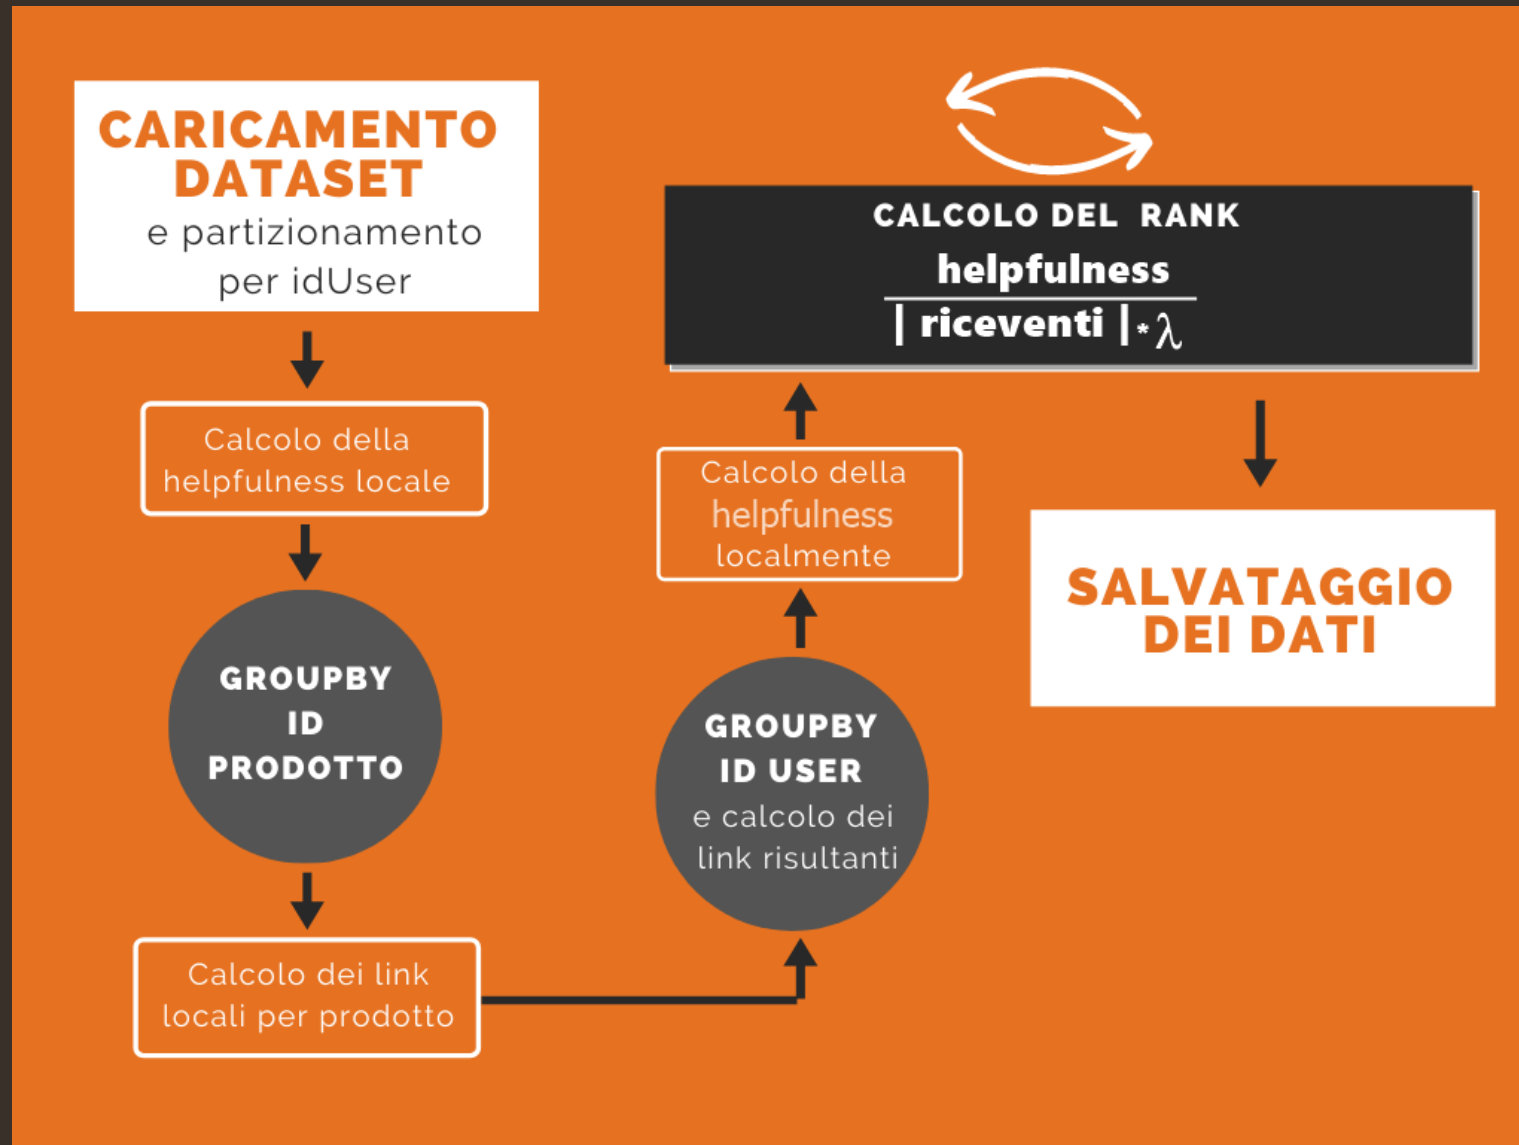 CARICAMENTO
DATASET
e partizionamento
per idUser
Calcolo della
helpfulness locale
GROUPBY
ID
PRODOTTO
Calcolo dei link
locali per prodotto
GROUPBY
ID USER
e calcolo dei
link risultanti
Calcolo della
helpfulness
localmente
CALCOLO DEL RANK
helpfulness
| riceventi |*λ
SALVATAGGIO
DEI DATI